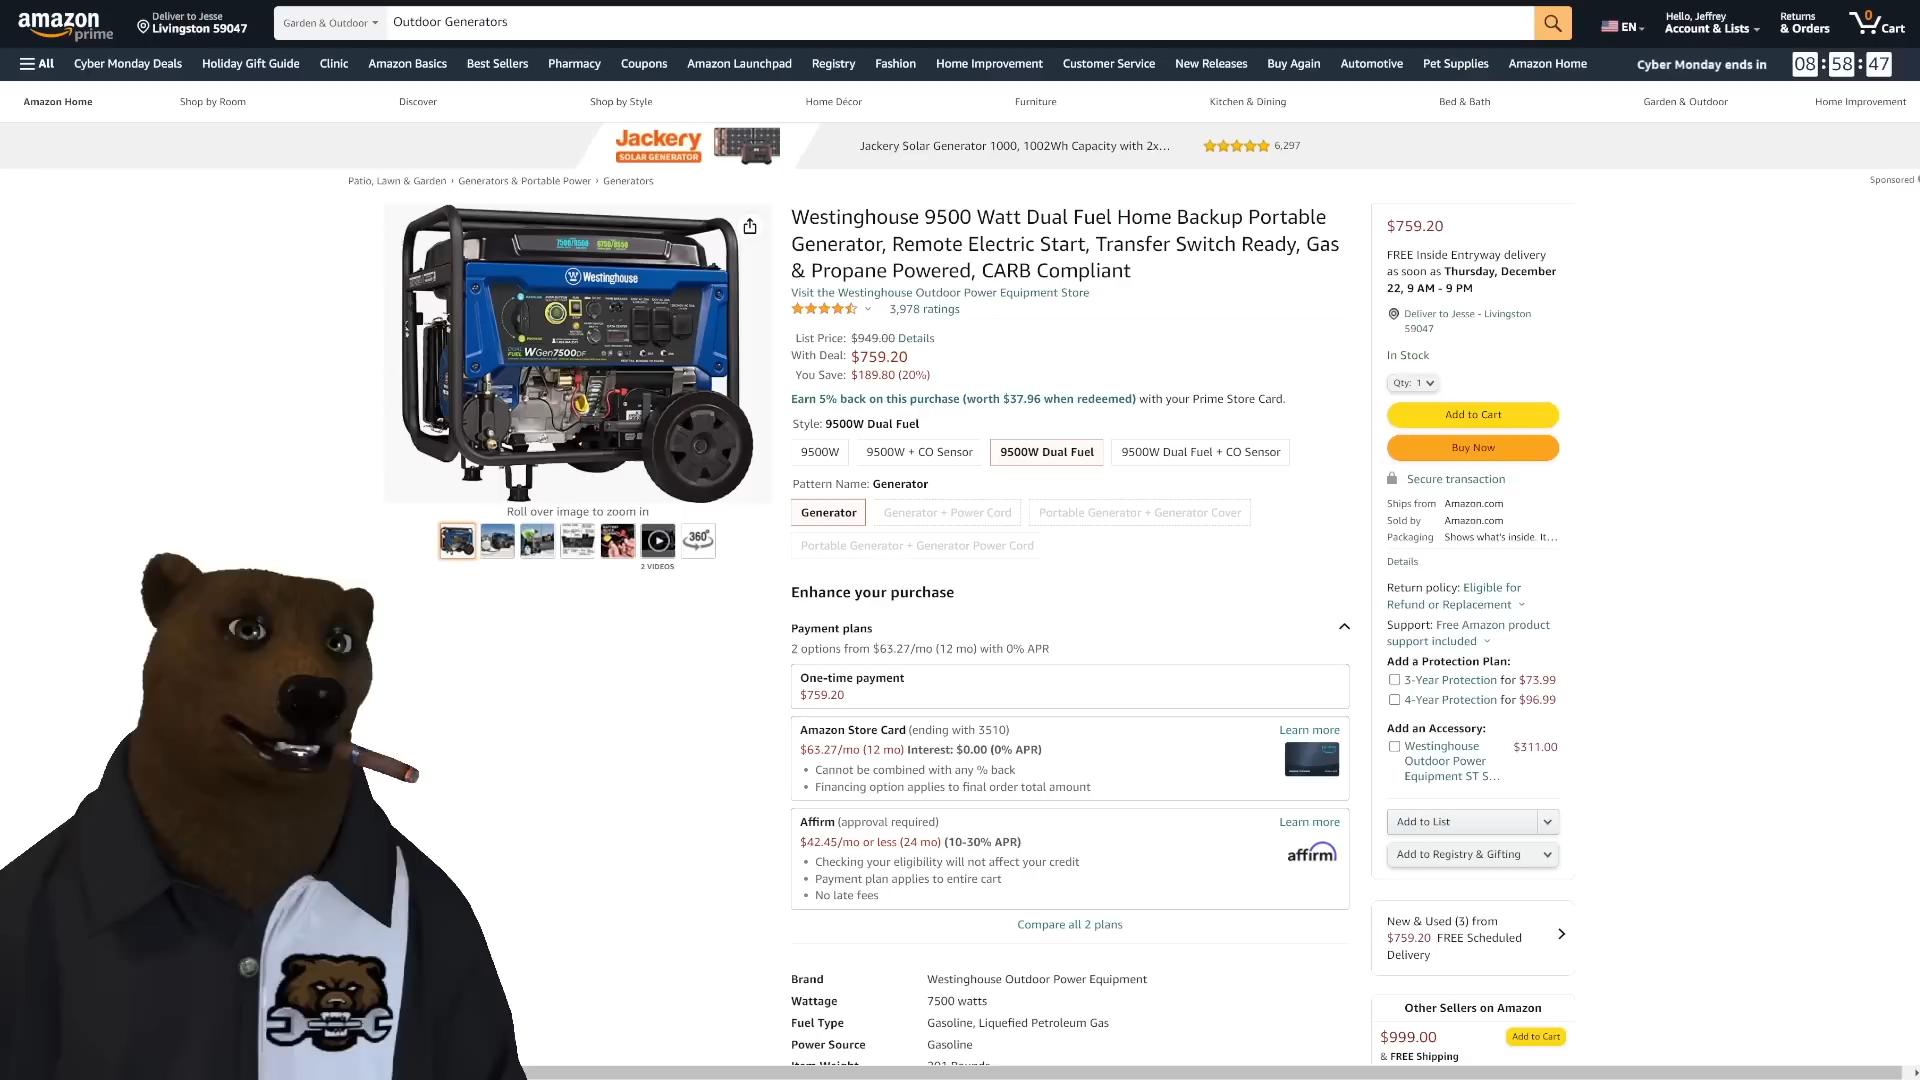 amazon prime
Deliver to Jesse
Livingston 59047
Garden & Outdoor
Outdoor Generators
EN
Hello, Jeffrey
Account & Lists
Returns
& Orders
0
Cart
All
Cyber Monday Deals
Holiday Gift Guide
Clinic
Amazon Basics
Best Sellers
Pharmacy
Coupons
Amazon Launchpad
Registry
Fashion
Home Improvement
Customer Service
New Releases
Buy Again
Automotive
Pet Supplies
Amazon Home
Cyber Monday ends in
08 : 58 : 47
Amazon Home
Shop by Room
Discover
Shop by Style
Home Décor
Furniture
Kitchen & Dining
Bed & Bath
Garden & Outdoor
Home Improvement
Jackery
SOLAR GENERATOR
Jackery Solar Generator 1000, 1002Wh Capacity with 2x...
6,297
Sponsored
Patio, Lawn & Garden › Generators & Portable Power › Generators
7500/9500 6750/8550
Westinghouse
DUAL FUEL WGen7500DF
Roll over image to zoom in
360°
2 VIDEOS
Westinghouse 9500 Watt Dual Fuel Home Backup Portable
Generator, Remote Electric Start, Transfer Switch Ready, Gas
& Propane Powered, CARB Compliant
Visit the Westinghouse Outdoor Power Equipment Store
3,978 ratings
List Price: $949.00 Details
With Deal: $759.20
You Save: $189.80 (20%)
Earn 5% back on this purchase (worth $37.96 when redeemed) with your Prime Store Card.
Style: 9500W Dual Fuel
9500W
9500W + CO Sensor
9500W Dual Fuel
9500W Dual Fuel + CO Sensor
Pattern Name: Generator
Generator
Generator + Power Cord
Portable Generator + Generator Cover
Portable Generator + Generator Power Cord
Enhance your purchase
Payment plans
2 options from $63.27/mo (12 mo) with 0% APR
One-time payment
$759.20
Amazon Store Card (ending with 3510)
Learn more
$63.27/mo (12 mo) Interest: $0.00 (0% APR)
• Cannot be combined with any % back
• Financing option applies to final order total amount
Affirm (approval required)
Learn more
$42.45/mo or less (24 mo) (10-30% APR)
affirm
• Checking your eligibility will not affect your credit
• Payment plan applies to entire cart
• No late fees
Compare all 2 plans
Brand Westinghouse Outdoor Power Equipment
Wattage 7500 watts
Fuel Type Gasoline, Liquefied Petroleum Gas
Power Source Gasoline
$759.20
FREE Inside Entryway delivery
as soon as Thursday, December
22, 9 AM - 9 PM
Deliver to Jesse - Livingston
59047
In Stock
Qty: 1
Add to Cart
Buy Now
Secure transaction
Ships from Amazon.com
Sold by Amazon.com
Packaging Shows what's inside. It...
Details
Return policy: Eligible for
Refund or Replacement
Support: Free Amazon product
support included
Add a Protection Plan:
3-Year Protection for $73.99
4-Year Protection for $96.99
Add an Accessory:
Westinghouse $311.00
Outdoor Power
Equipment ST S...
Add to List
Add to Registry & Gifting
New & Used (3) from
$759.20 FREE Scheduled
Delivery
Other Sellers on Amazon
$999.00
Add to Cart
& FREE Shipping